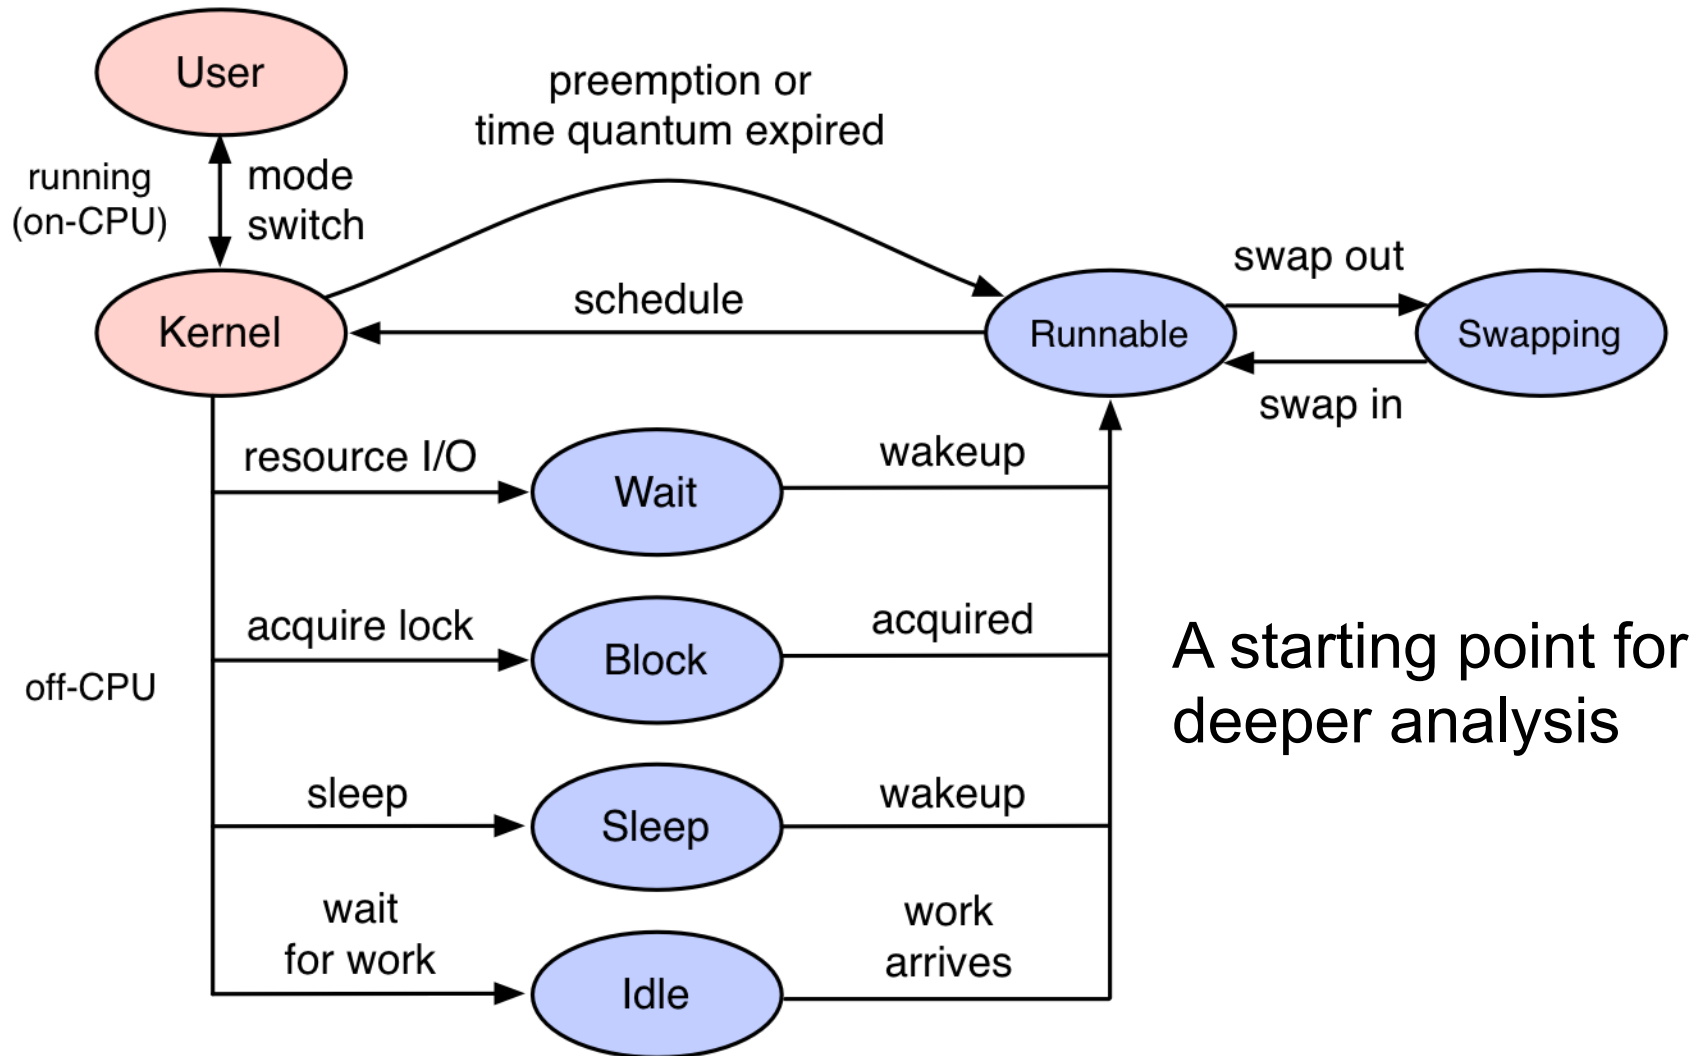 User
preemption or
time quantum expired
running
(on-CPU)
mode
switch
swap out
schedule
Kernel
Runnable
Swapping
swap in
resource I/O
Wait
wakeup
acquire lock
Block
acquired
A starting point for
deeper analysis
off-CPU
sleep
Sleep
wakeup
wait
for work
Idle
work
arrives